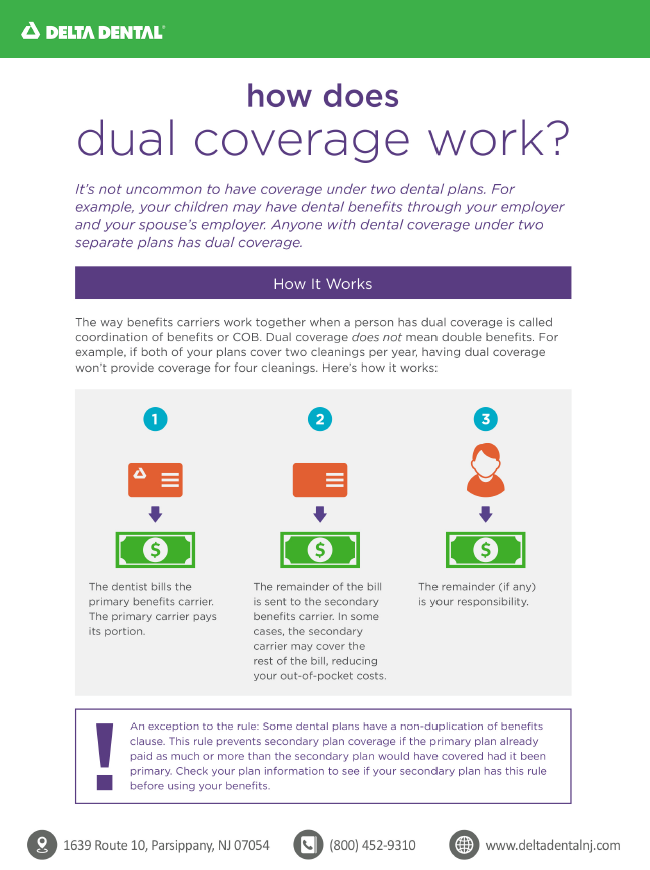 DELTA DENTAL®
how does
dual coverage work?
It's not uncommon to have coverage under two dental plans. For
example, your children may have dental benefits through your employer
and your spouse's employer. Anyone with dental coverage under two
separate plans has dual coverage.
How It Works
The way benefits carriers work together when a person has dual coverage is called
coordination of benefits or COB. Dual coverage does not mean double benefits. For
example, if both of your plans cover two cleanings per year, having dual coverage
won't provide coverage for four cleanings. Here's how it works:
1
2
3
$
$
$
The dentist bills the
primary benefits carrier.
The primary carrier pays
its portion.
The remainder of the bill
is sent to the secondary
benefits carrier. In some
cases, the secondary
carrier may cover the
rest of the bill, reducing
your out-of-pocket costs.
The remainder (if any)
is your responsibility.
!
An exception to the rule: Some dental plans have a non-duplication of benefits
clause. This rule prevents secondary plan coverage if the primary plan already
paid as much or more than the secondary plan would have covered had it been
primary. Check your plan information to see if your secondary plan has this rule
before using your benefits.
1639 Route 10, Parsippany, NJ 07054
(800) 452-9310
www.deltadentalnj.com